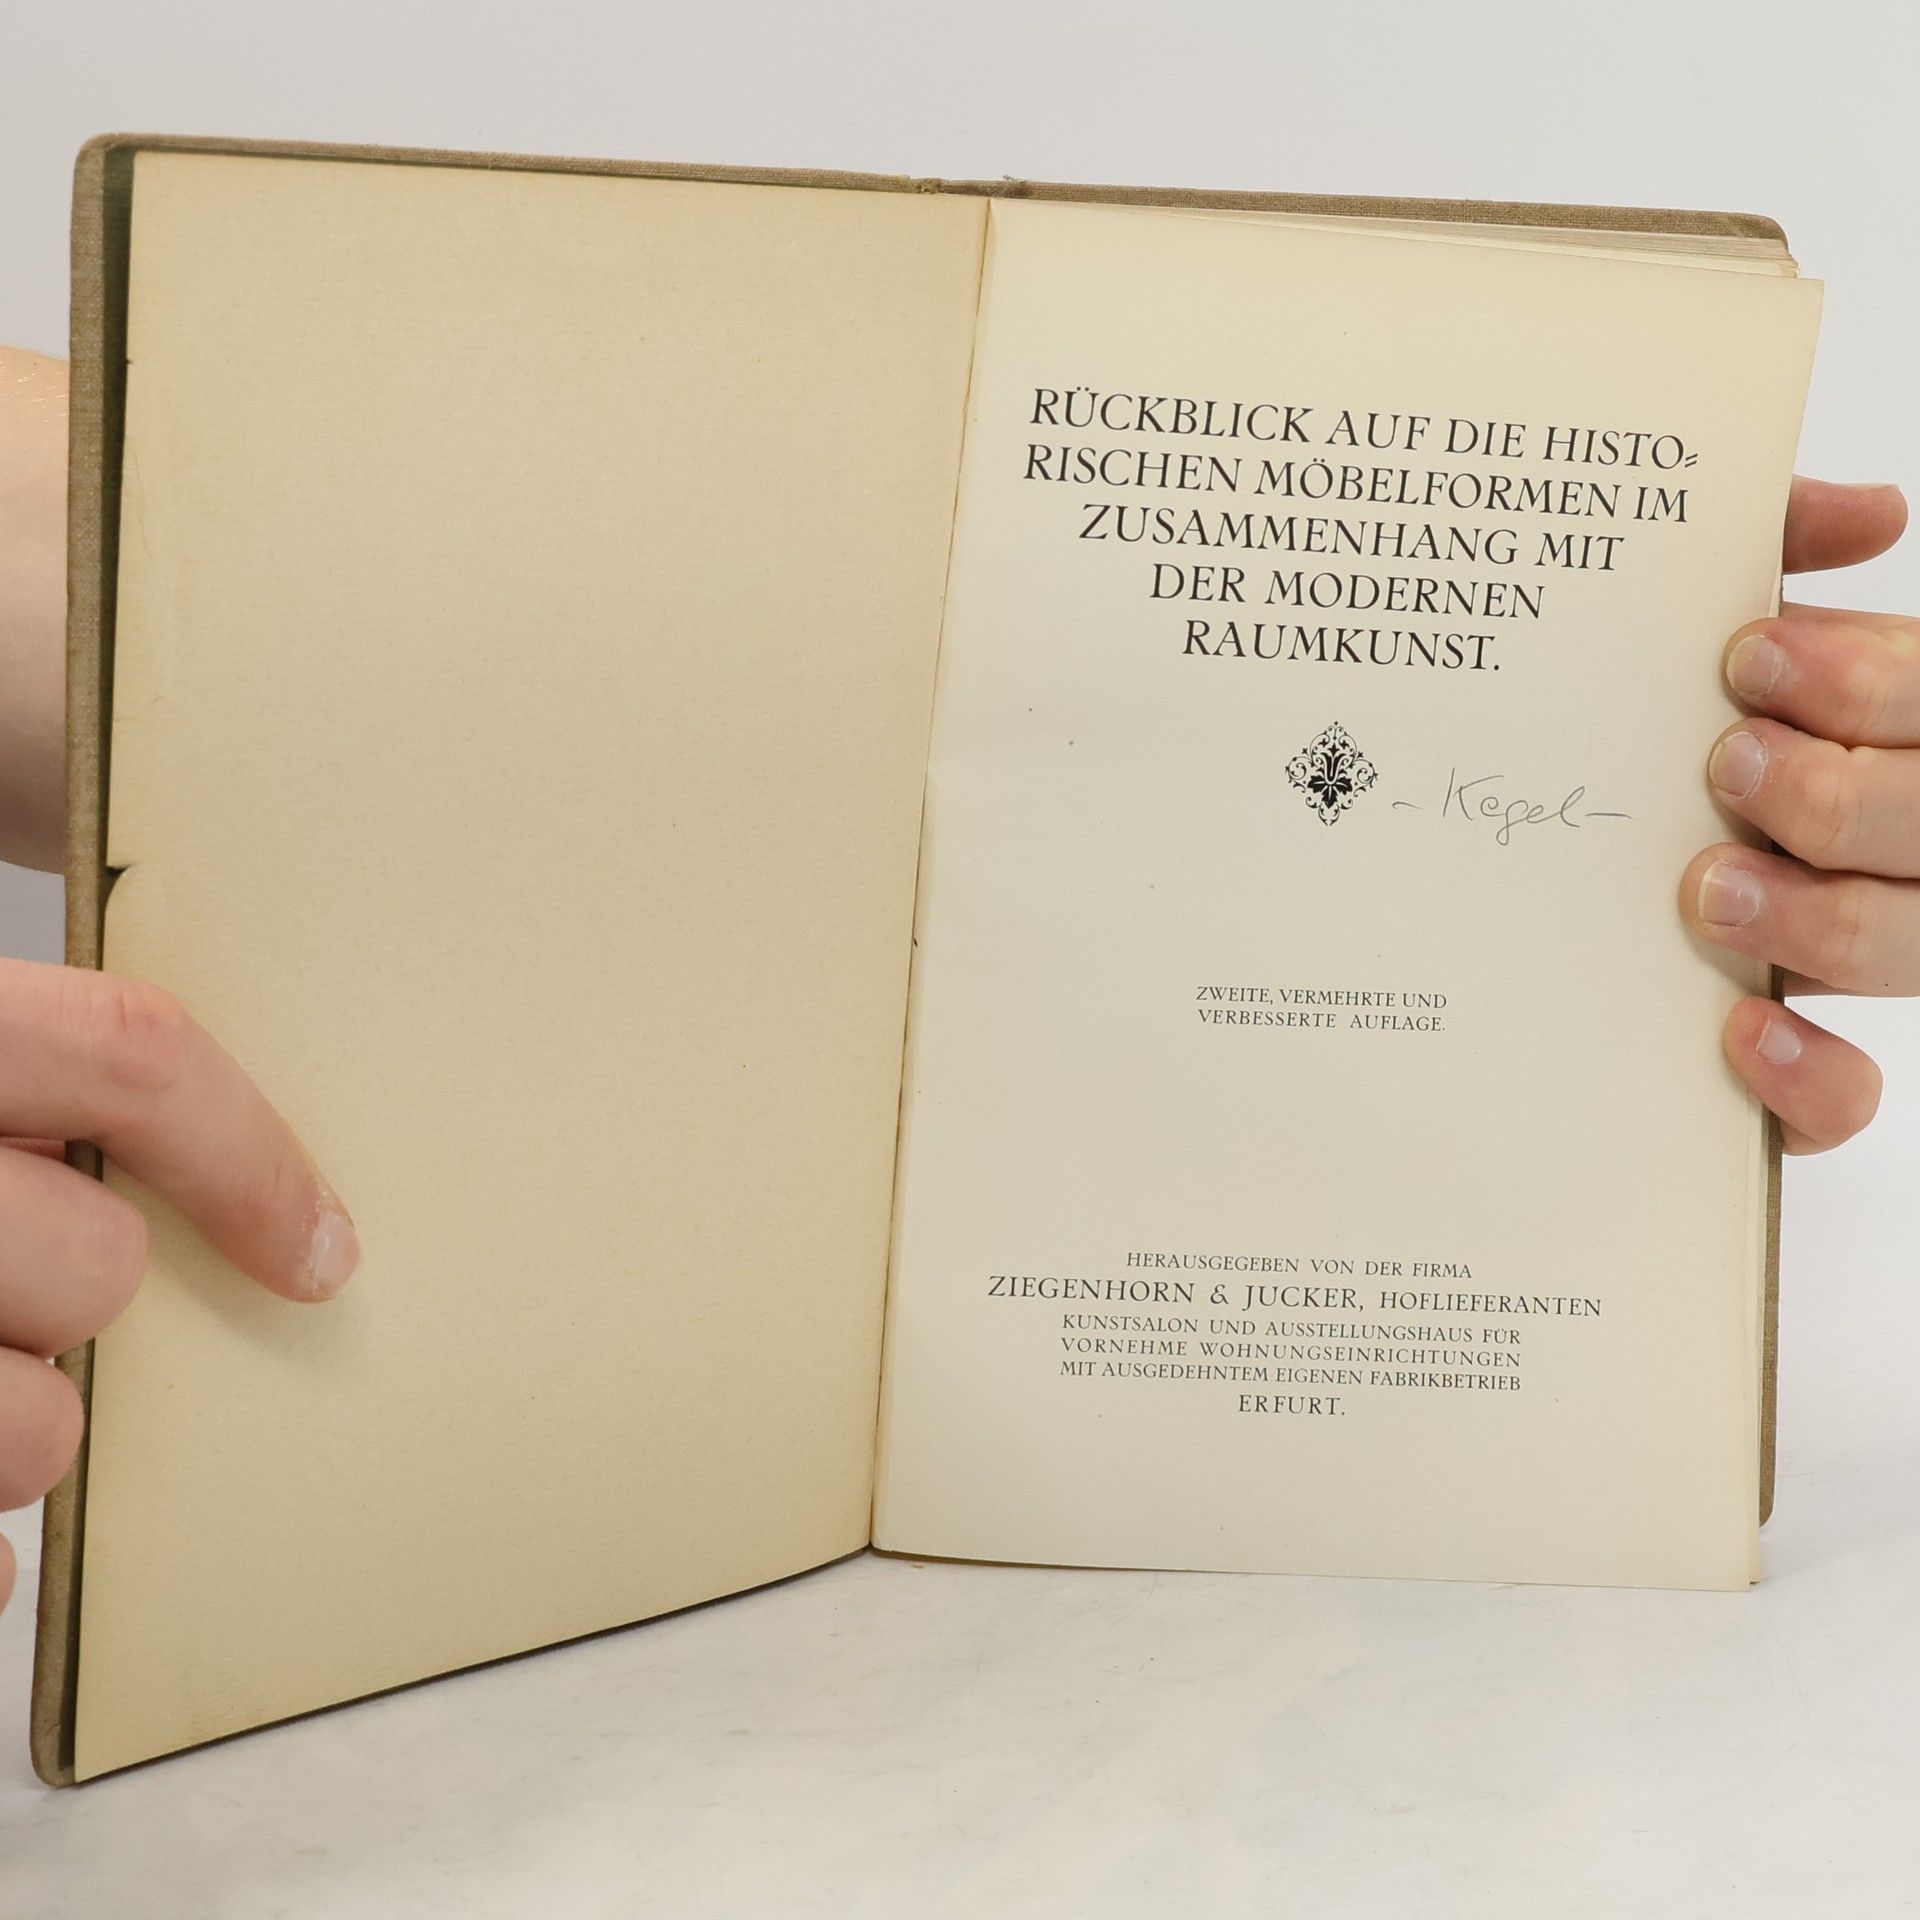 RÜCKBLICK AUF DIE HISTO-
RISCHEN MÖBELFORMEN IM
ZUSAMMENHANG MIT
DER MODERNEN
RAUMKUNST.
– Kegel –
ZWEITE, VERMEHRTE UND
VERBESSERTE AUFLAGE.
HERAUSGEGEBEN VON DER FIRMA
ZIEGENHORN & JUCKER, HOFLIEFERANTEN
KUNSTSALON UND AUSSTELLUNGSHAUS FÜR
VORNEHME WOHNUNGSEINRICHTUNGEN
MIT AUSGEDEHNTEM EIGENEN FABRIKBETRIEB
ERFURT.